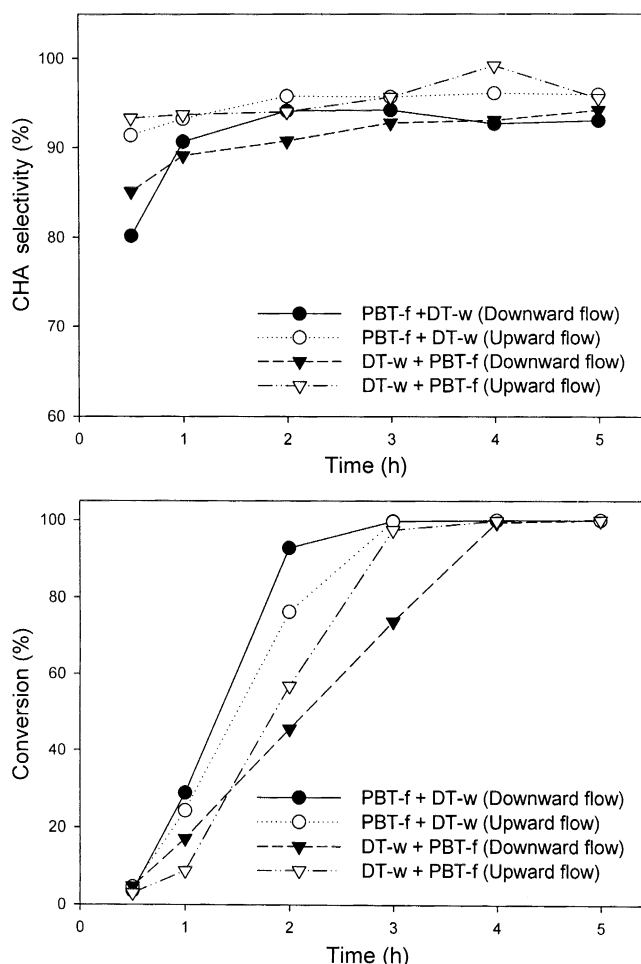 CHA selectivity (%)
100
90
80
70
60
PBT-f +DT-w (Downward flow)
PBT-f + DT-w (Upward flow)
DT-w + PBT-f (Downward flow)
DT-w + PBT-f (Upward flow)
0 1 2 3 4 5
Time (h)
Conversion (%)
100
80
60
40
20
0
PBT-f + DT-w (Downward flow)
PBT-f + DT-w (Upward flow)
DT-w + PBT-f (Downward flow)
DT-w + PBT-f (Upward flow)
0 1 2 3 4 5
Time (h)